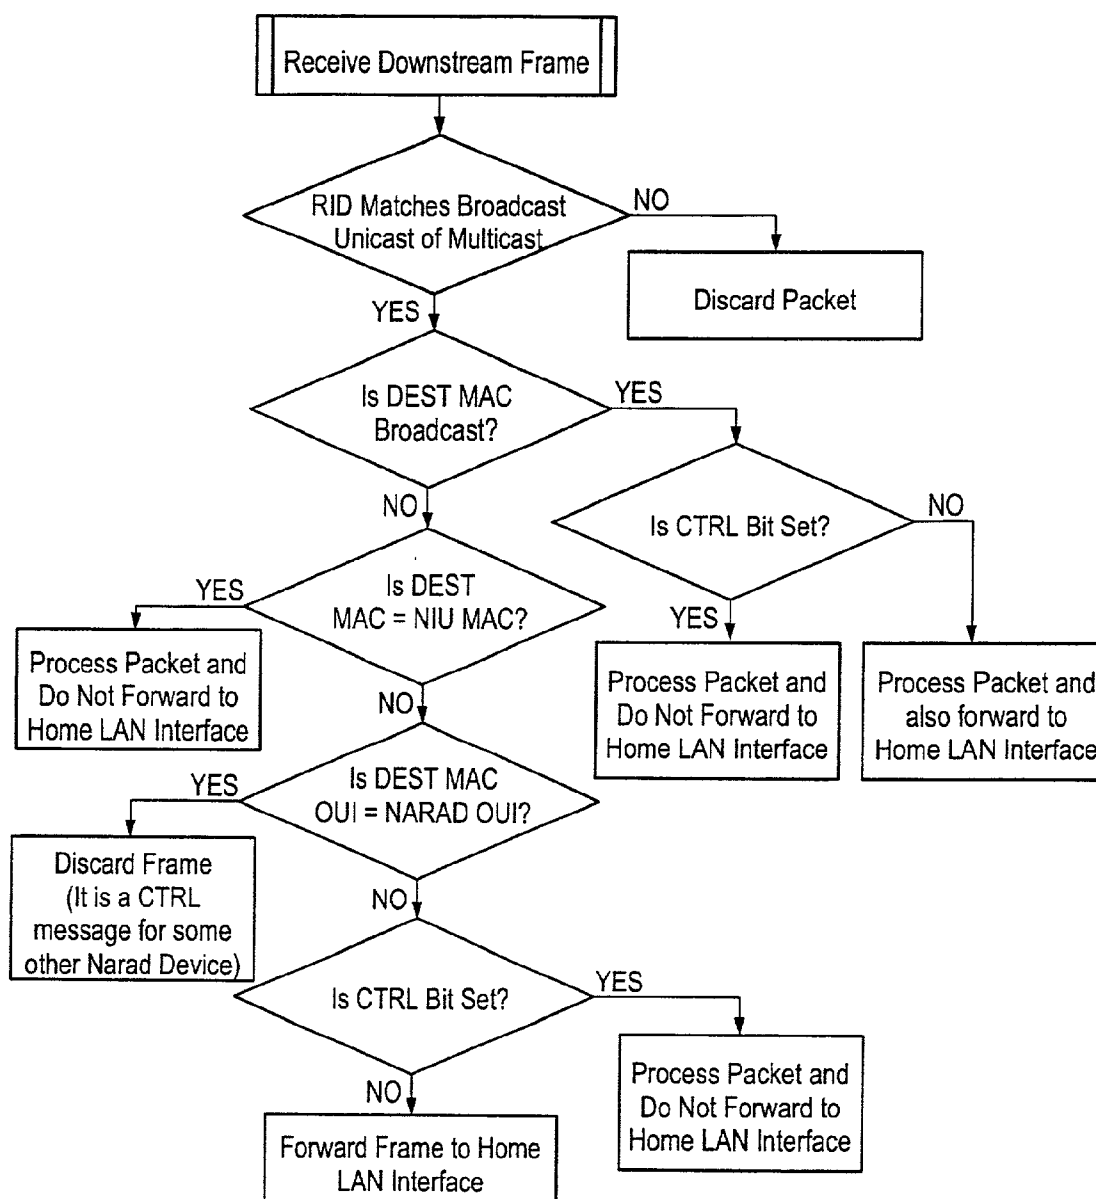 Receive Downstream Frame
RID Matches Broadcast
Unicast of Multicast
NO
Discard Packet
YES
Is DEST MAC
Broadcast?
YES
NO
Is CTRL Bit Set?
NO
YES
Is DEST
MAC = NIU MAC?
YES
Process Packet and
Do Not Forward to
Home LAN Interface
Process Packet and
Do Not Forward to
Home LAN Interface
Process Packet and
also forward to
Home LAN Interface
NO
Is DEST MAC
OUI = NARAD OUI?
YES
Discard Frame
(It is a CTRL
message for some
other Narad Device)
NO
Is CTRL Bit Set?
YES
Process Packet and
Do Not Forward to
Home LAN Interface
NO
Forward Frame to Home
LAN Interface